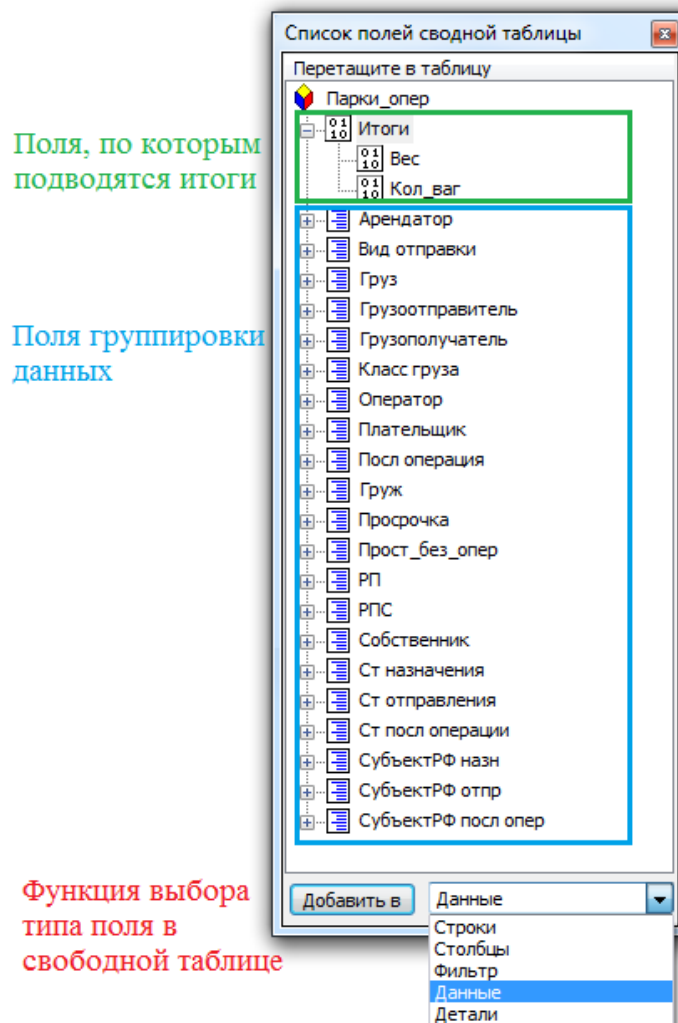 Список полей сводной таблицы
Перетащите в таблицу
Парки_опер
Поля, по которым
подводятся итоги
Итоги
Вес
Кол_ваг
Поля группировки
данных
Арендатор
Вид отправки
Груз
Грузоотправитель
Грузополучатель
Класс груза
Оператор
Плательщик
Посл операция
Груж
Просрочка
Прост_без_опер
РП
РПС
Собственник
Ст назначения
Ст отправления
Ст посл операции
СубъектРФ назн
СубъектРФ отпр
СубъектРФ посл опер
Функция выбора
типа поля в
свободной таблице
Добавить в
Данные
Строки
Столбцы
Фильтр
Данные
Детали